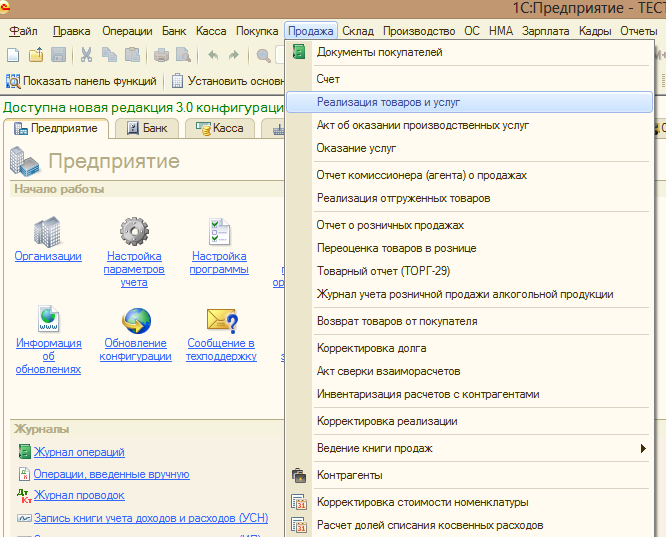 1С:Предприятие - ТЕСТ
Файл Правка Операции Банк Касса Покупка Продажа Склад Производство ОС НМА Зарплата Кадры Отчеты
Показать панель функций Установить основн
Доступна новая редакция 3.0 конфигураци
Предприятие Банк Касса
Предприятие
Начало работы
Организации
Настройка параметров учета
Настройка программы
Информация об обновлениях
Обновление конфигурации
Сообщение в техподдержку
Журналы
Журнал операций
Операции, введенные вручную
Журнал проводок
Запись книги учета доходов и расходов (УСН)
Документы покупателей
Счет
Реализация товаров и услуг
Акт об оказании производственных услуг
Оказание услуг
Отчет комиссионера (агента) о продажах
Реализация отгруженных товаров
Отчет о розничных продажах
Переоценка товаров в рознице
Товарный отчет (ТОРГ-29)
Журнал учета розничной продажи алкогольной продукции
Возврат товаров от покупателя
Корректировка долга
Акт сверки взаиморасчетов
Инвентаризация расчетов с контрагентами
Корректировка реализации
Ведение книги продаж
Контрагенты
Корректировка стоимости номенклатуры
Расчет долей списания косвенных расходов